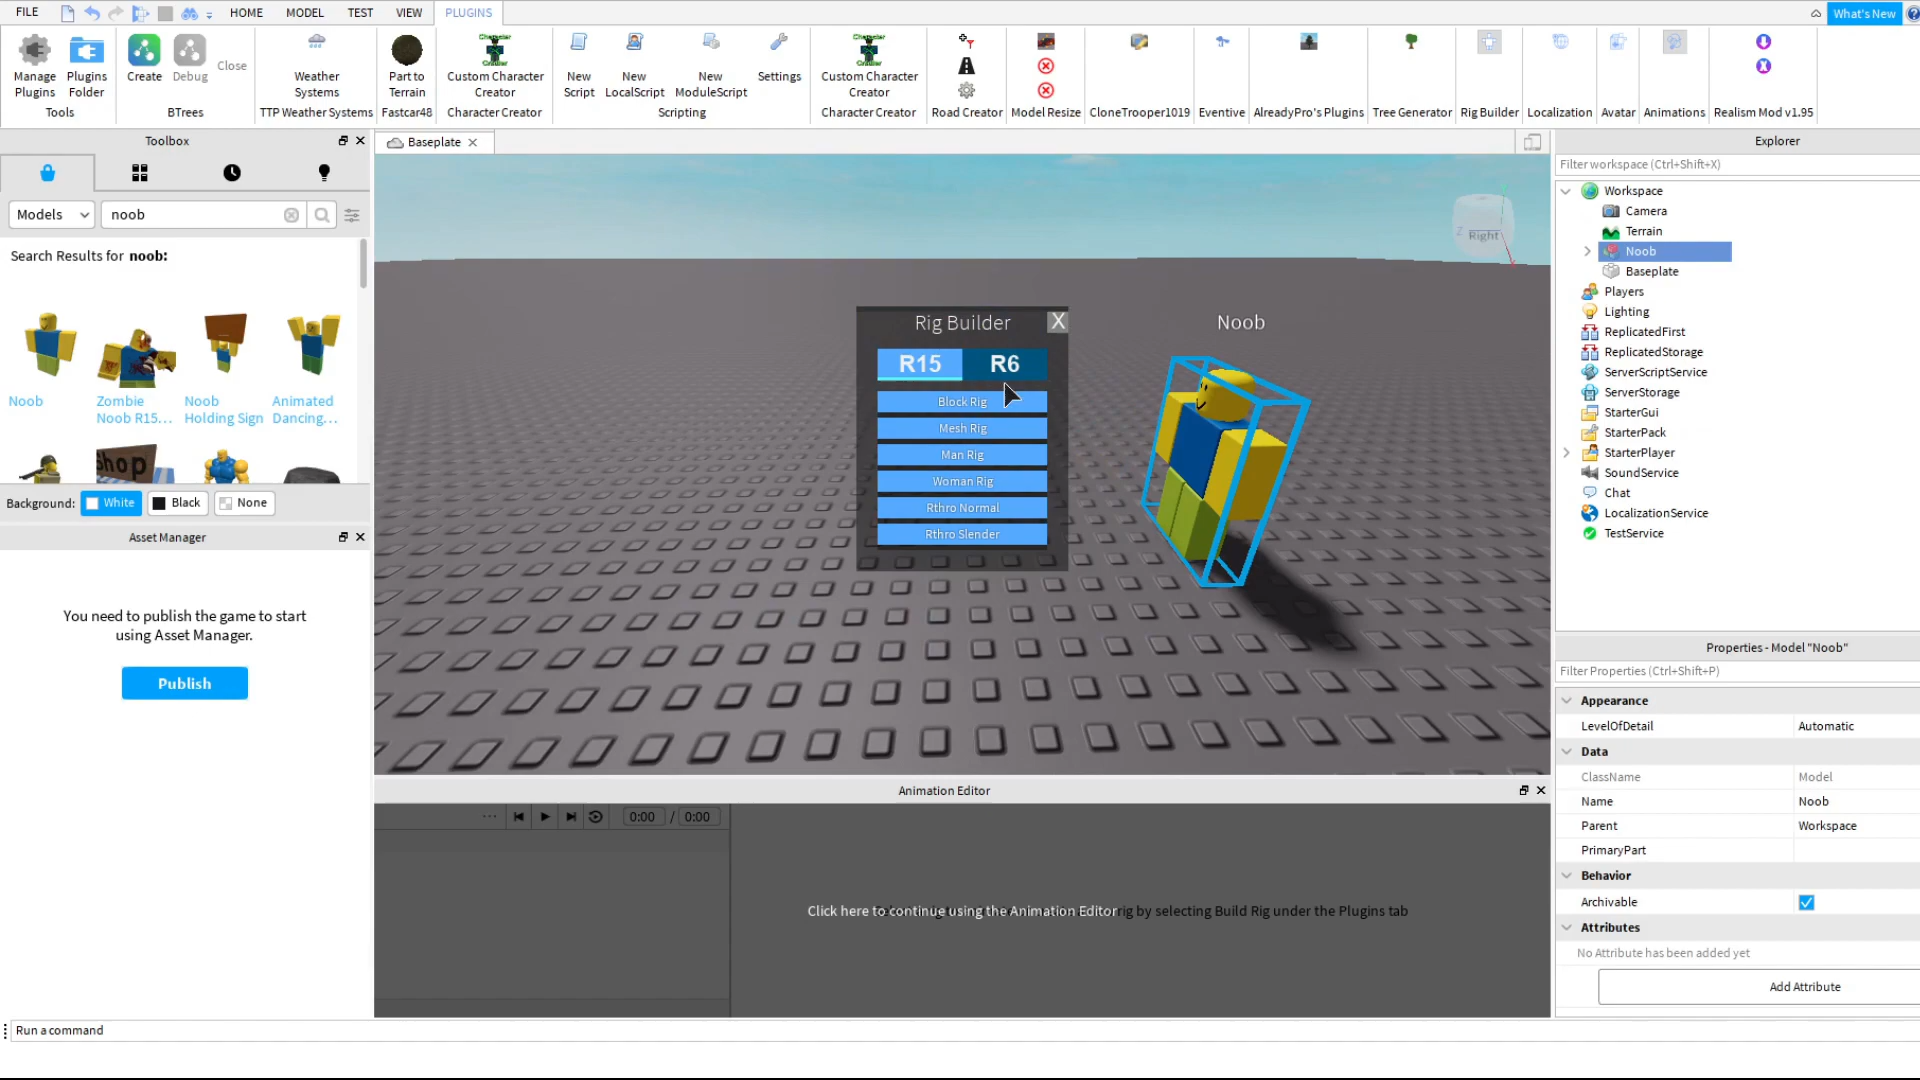 FILE
HOME
MODEL
TEST
VIEW
PLUGINS
What's New
Manage Plugins
Plugins Folder
Tools
Create
Debug
Close
BTrees
Weather Systems
TTP Weather Systems
Part to Terrain
Fastcar48
Custom Character Creator
Character Creator
New Script
New LocalScript
New ModuleScript
Settings
Scripting
Custom Character Creator
Character Creator
Road Creator
Model Resize
CloneTrooper1019
Eventive
AlreadyPro's Plugins
Tree Generator
Rig Builder
Localization
Avatar
Animations
Realism Mod v1.95
Toolbox
Models
noob
Search Results for noob:
Noob
Zombie Noob R15...
Noob Holding Sign
Animated Dancing...
Shop
Background:
White
Black
None
Asset Manager
You need to publish the game to start
using Asset Manager.
Publish
Baseplate
Right
Z
Rig Builder
X
R15
R6
Block Rig
Mesh Rig
Man Rig
Woman Rig
Rthro Normal
Rthro Slender
Noob
Animation Editor
0:00 / 0:00
Click here to continue using the Animation Editor
rig by selecting Build Rig under the Plugins tab
Explorer
Filter workspace (Ctrl+Shift+X)
Workspace
Camera
Terrain
Noob
Baseplate
Players
Lighting
ReplicatedFirst
ReplicatedStorage
ServerScriptService
ServerStorage
StarterGui
StarterPack
StarterPlayer
SoundService
Chat
LocalizationService
TestService
Properties - Model "Noob"
Filter Properties (Ctrl+Shift+P)
Appearance
LevelOfDetail Automatic
Data
ClassName Model
Name Noob
Parent Workspace
PrimaryPart
Behavior
Archivable
Attributes
No Attribute has been added yet
Add Attribute
Run a command